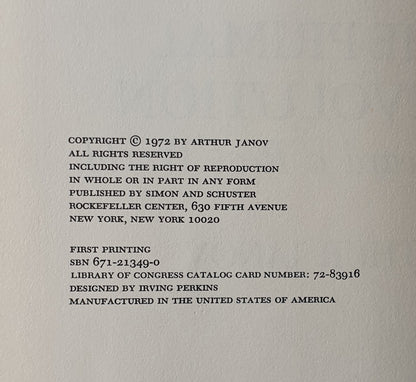 COPYRIGHT © 1972 BY ARTHUR JANOV
ALL RIGHTS RESERVED
INCLUDING THE RIGHT OF REPRODUCTION
IN WHOLE OR IN PART IN ANY FORM
PUBLISHED BY SIMON AND SCHUSTER
ROCKEFELLER CENTER, 630 FIFTH AVENUE
NEW YORK, NEW YORK 10020
FIRST PRINTING
SBN 671-21349-0
LIBRARY OF CONGRESS CATALOG CARD NUMBER: 72-83916
DESIGNED BY IRVING PERKINS
MANUFACTURED IN THE UNITED STATES OF AMERICA